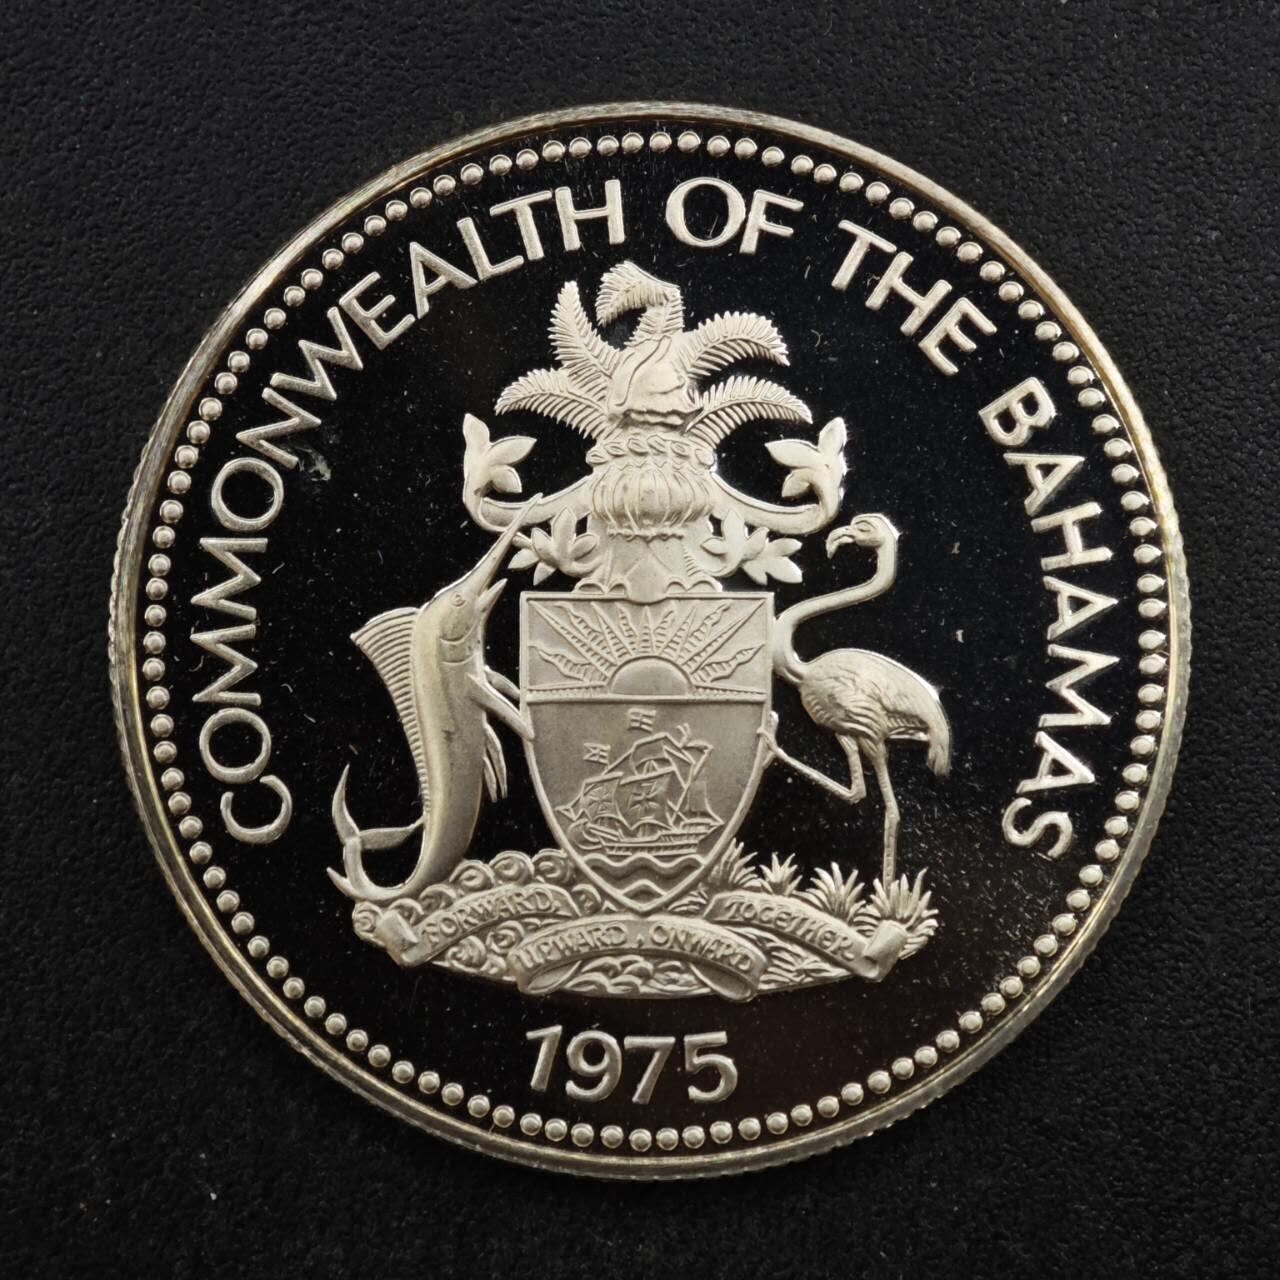 COMMONWEALTH OF THE BAHAMAS
FORWARD, UPWARD, ONWARD TOGETHER
1975